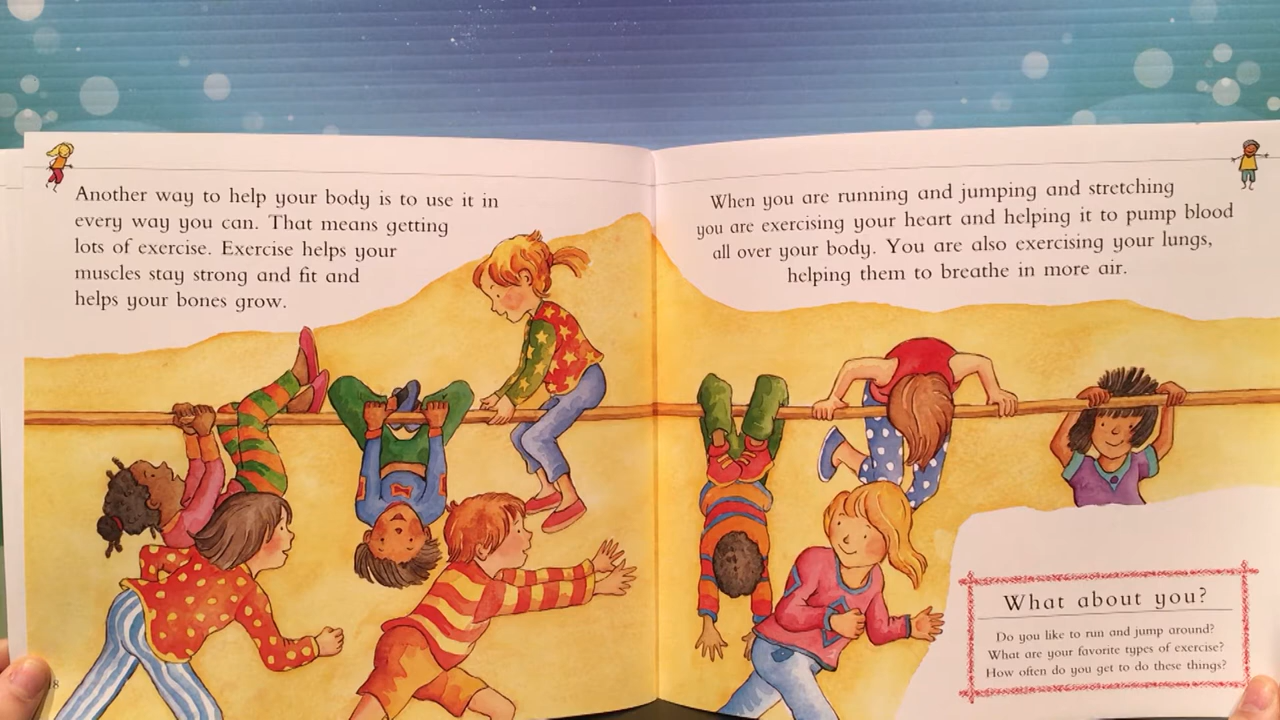 Another way to help your body is to use it in
every way you can. That means getting
lots of exercise. Exercise helps your
muscles stay strong and fit and
helps your bones grow.
When you are running and jumping and stretching
you are exercising your heart and helping it to pump blood
all over your body. You are also exercising your lungs,
helping them to breathe in more air.
What about you?
Do you like to run and jump around?
What are your favorite types of exercise?
How often do you get to do these things?